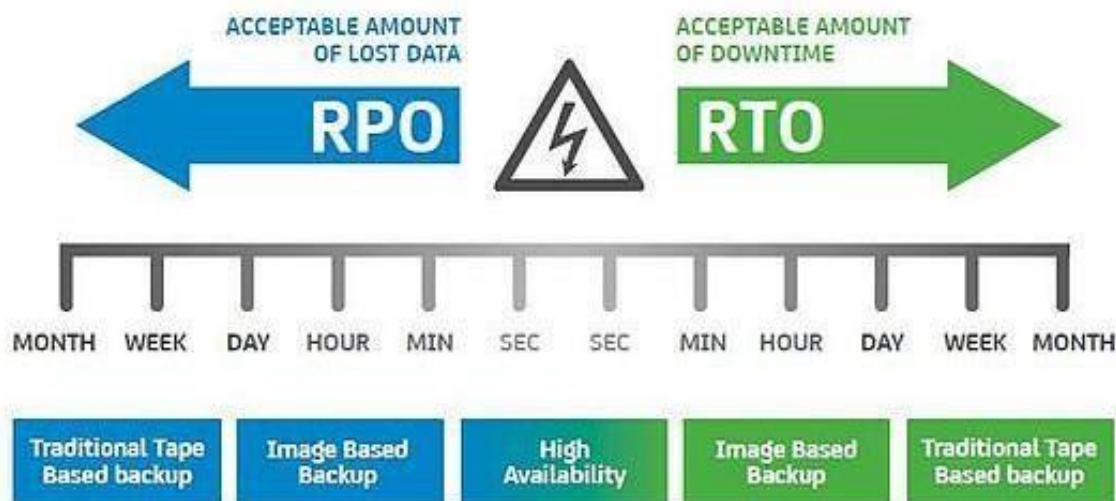 ACCEPTABLE AMOUNT
OF LOST DATA
RPO
ACCEPTABLE AMOUNT
OF DOWNTIME
RTO
MONTH WEEK DAY HOUR MIN SEC SEC MIN HOUR DAY WEEK MONTH
Traditional Tape
Based backup
Image Based
Backup
High
Availability
Image Based
Backup
Traditional Tape
Based backup